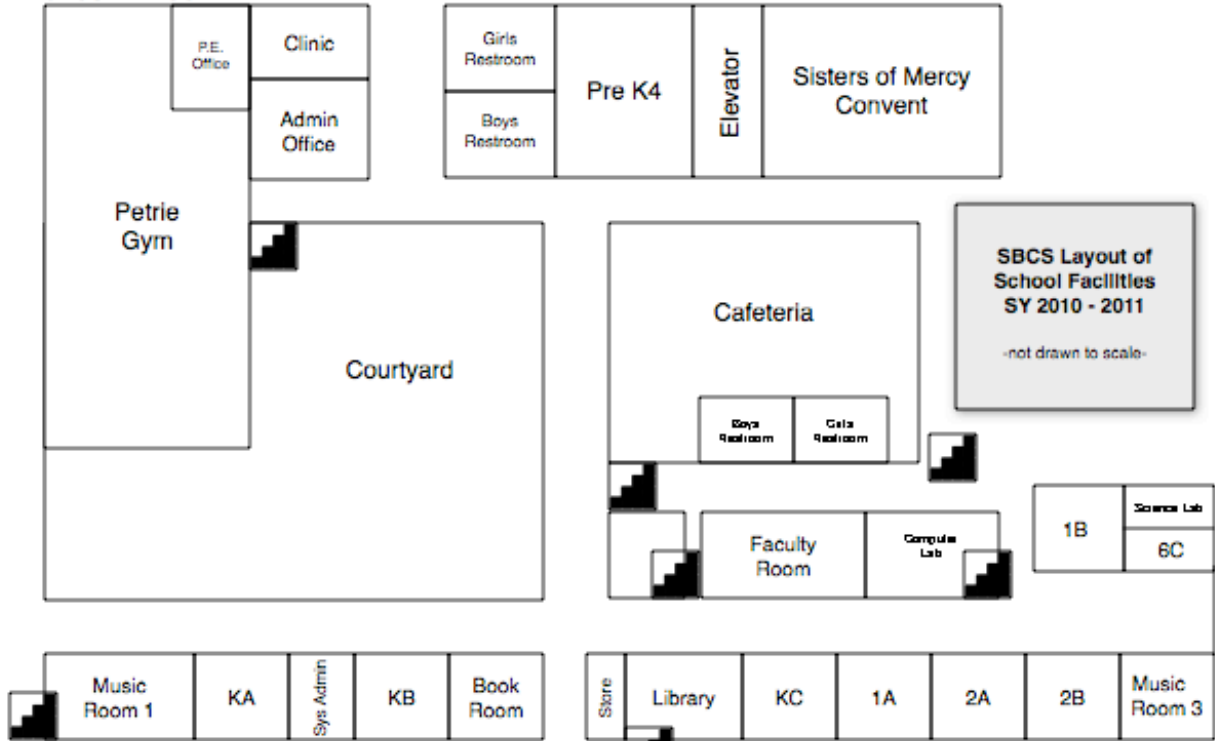 P.E.
Office
Clinic
Admin
Office
Girls
Restroom
Boys
Restroom
Pre K4
Elevator
Sisters of Mercy
Convent
Petrie
Gym
SBCS Layout of
School Facilities
SY 2010 - 2011
-not drawn to scale-
Cafeteria
Courtyard
Boys
Restroom
Girls
Restroom
Faculty
Room
Computer
Lab
1B
Science Lab
6C
Music
Room 1
KA
Sys Admin
KB
Book
Room
Store
Library
KC
1A
2A
2B
Music
Room 3